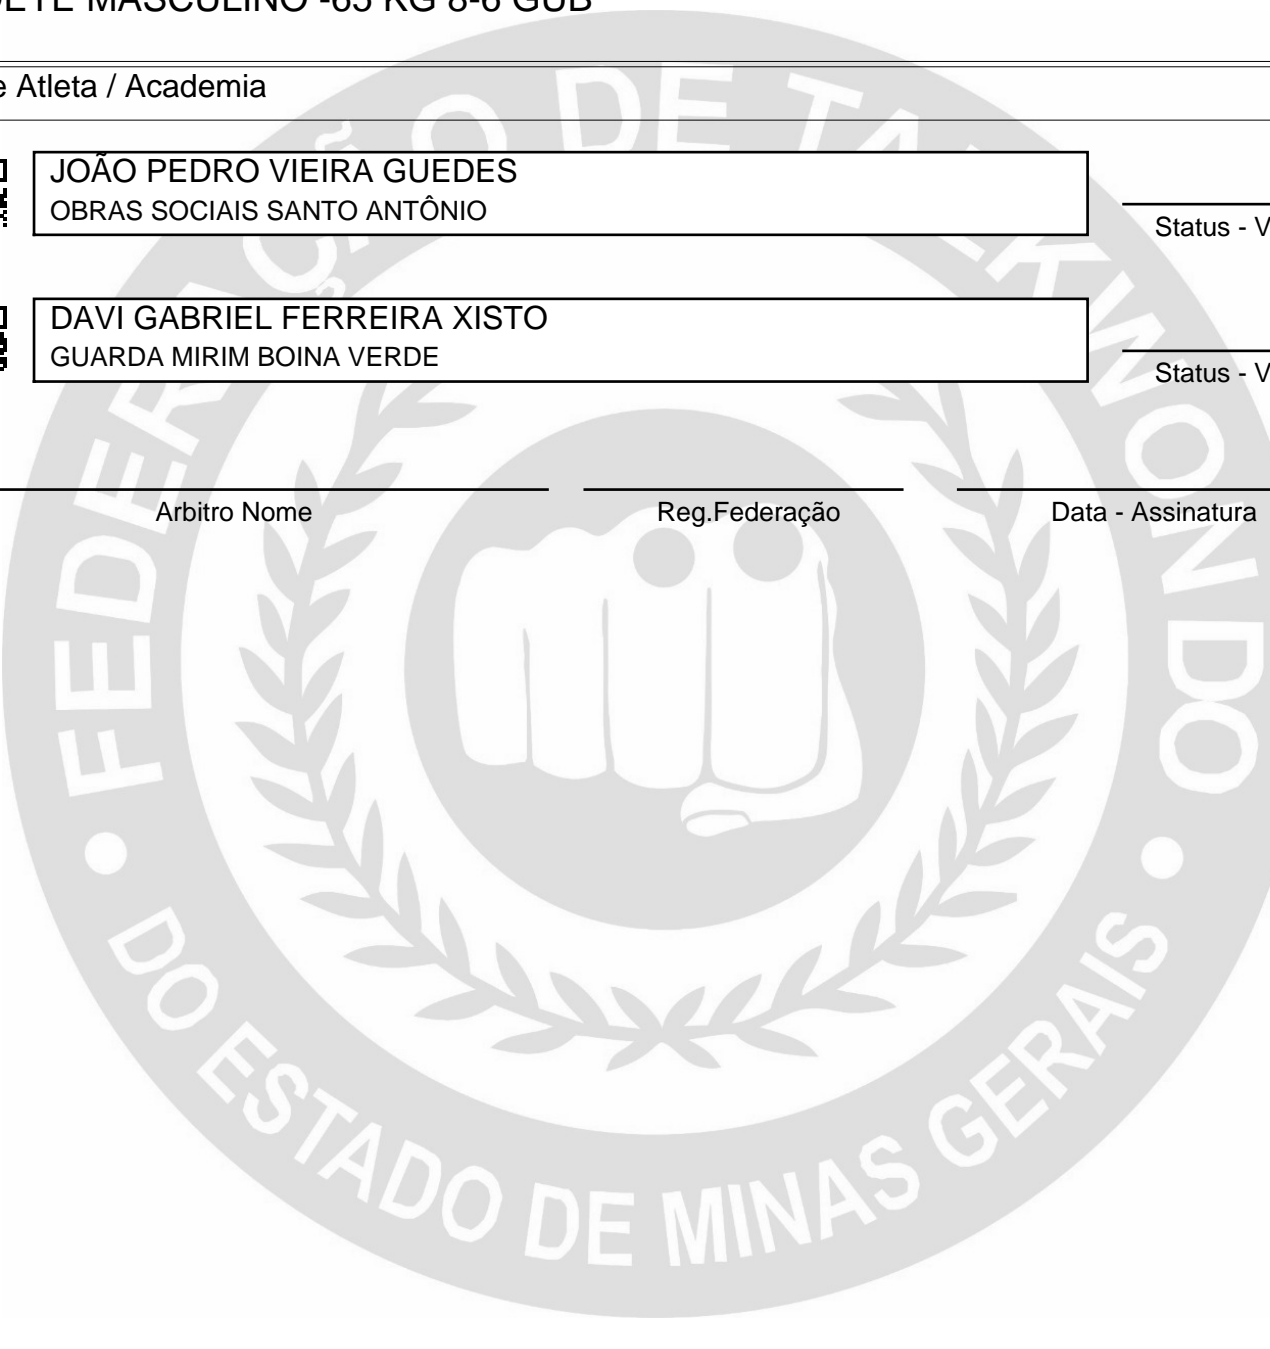 MASCULINO -65 KG 8-6 GUB
Atleta / Academia
JOÃO PEDRO VIEIRA GUEDES
OBRAS SOCIAIS SANTO ANTÔNIO
Status - V
DAVI GABRIEL FERREIRA XISTO
GUARDA MIRIM BOINA VERDE
Status - V
Arbitro Nome
Reg.Federação
Data - Assinatura
FEDERAÇÃO DE TAEKWONDO
DO ESTADO DE MINAS GERAIS